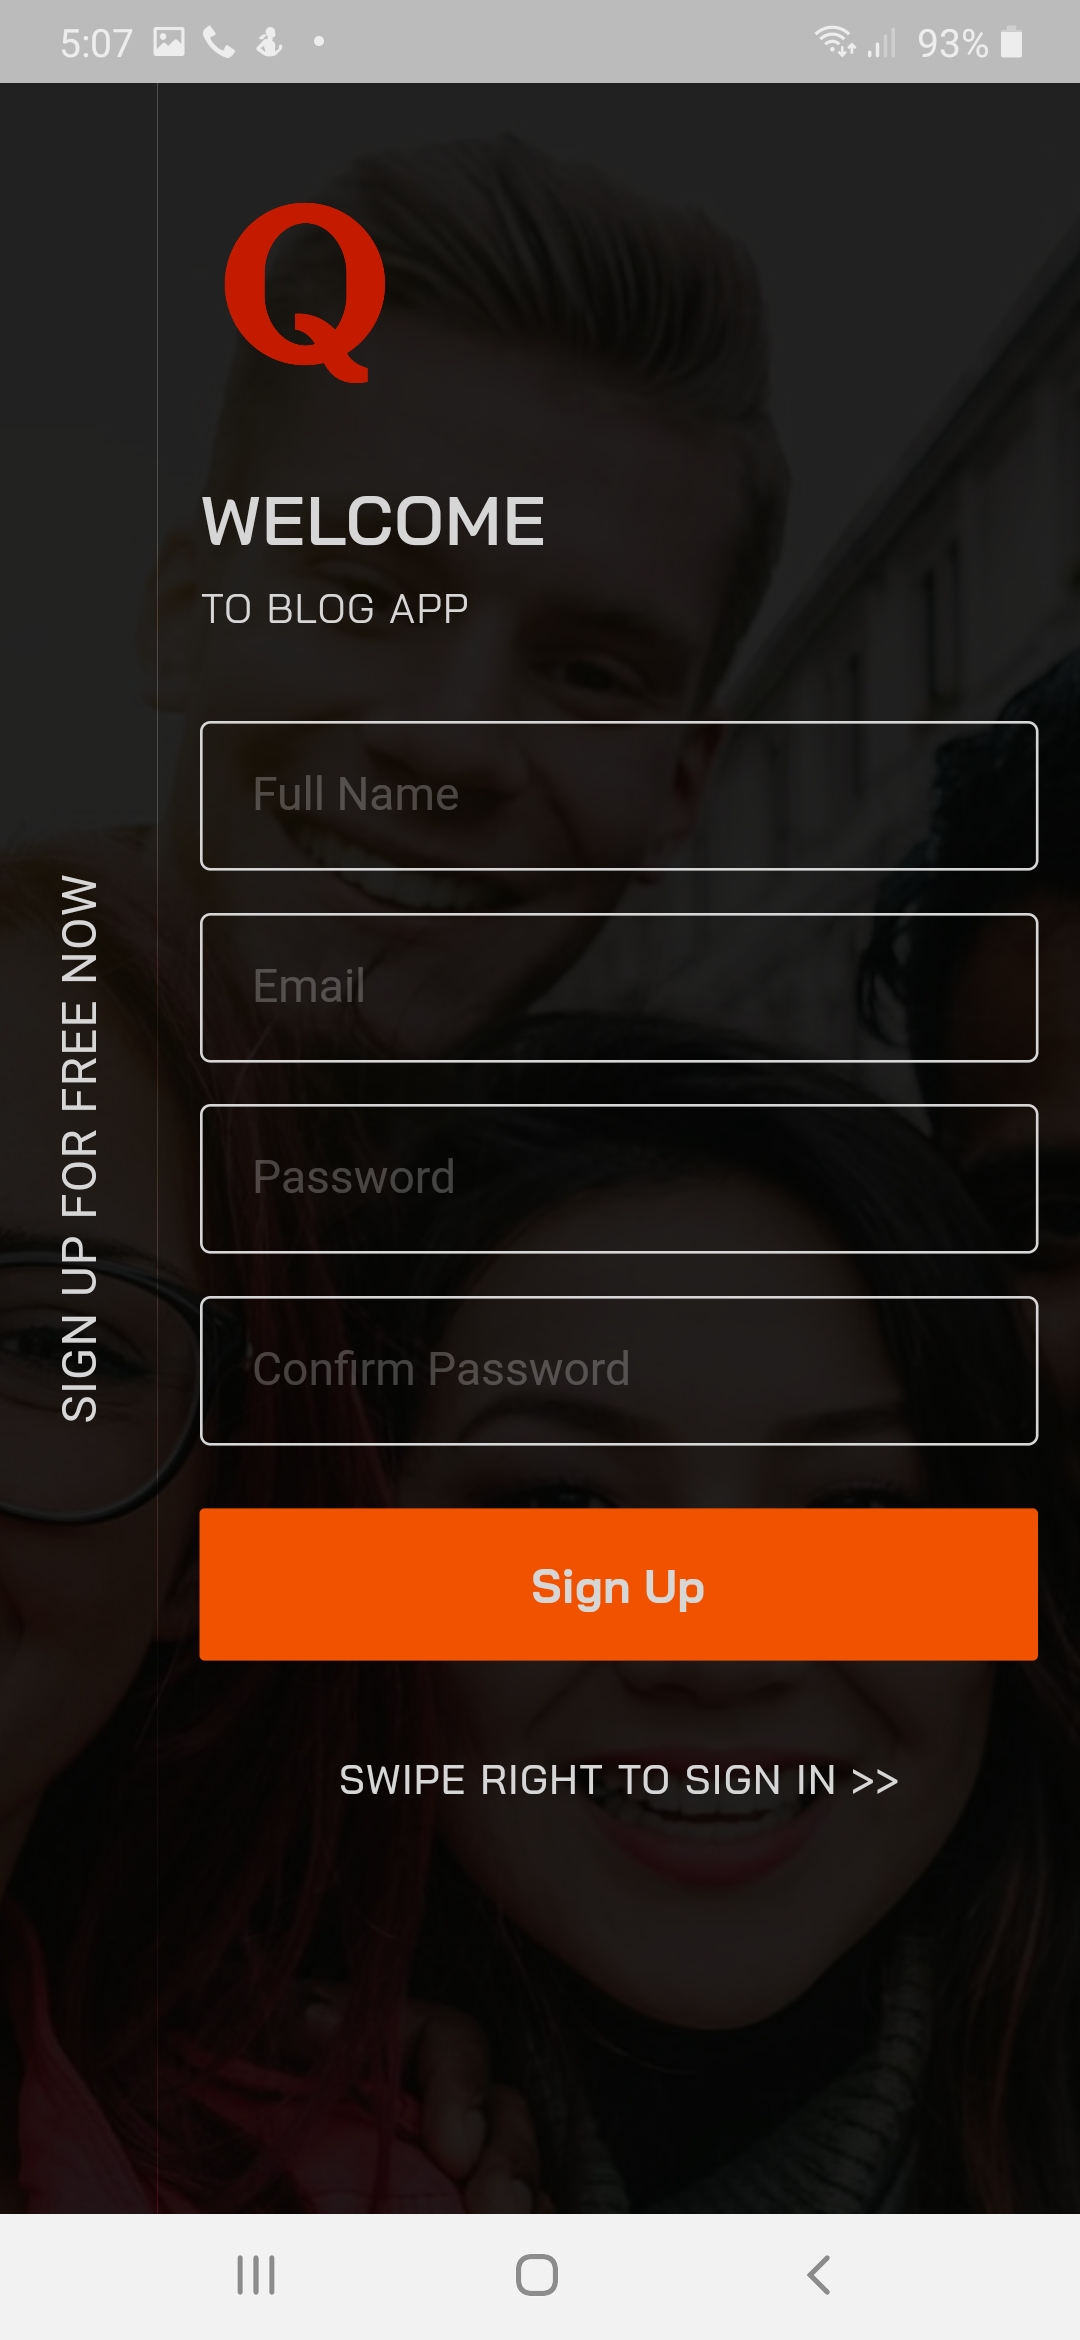 5:07
93%
Q
WELCOME
TO BLOG APP
Full Name
Email
Password
Confirm Password
SIGN UP FOR FREE NOW
Sign Up
SWIPE RIGHT TO SIGN IN >>